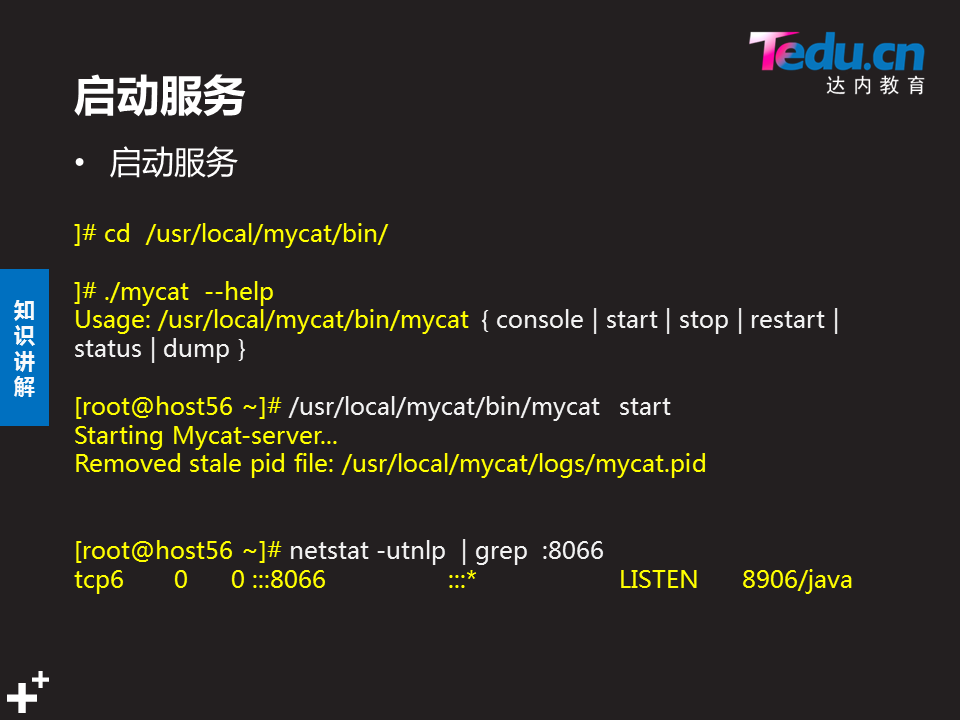 Tedu.cn
达内教育
启动服务
• 启动服务
]# cd /usr/local/mycat/bin/
]# ./mycat --help
Usage: /usr/local/mycat/bin/mycat { console | start | stop | restart |
status | dump }
知识讲解
[root@host56 ~]# /usr/local/mycat/bin/mycat start
Starting Mycat-server...
Removed stale pid file: /usr/local/mycat/logs/mycat.pid
[root@host56 ~]# netstat -utnlp | grep :8066
tcp6 0 0 :::8066 :::* LISTEN 8906/java